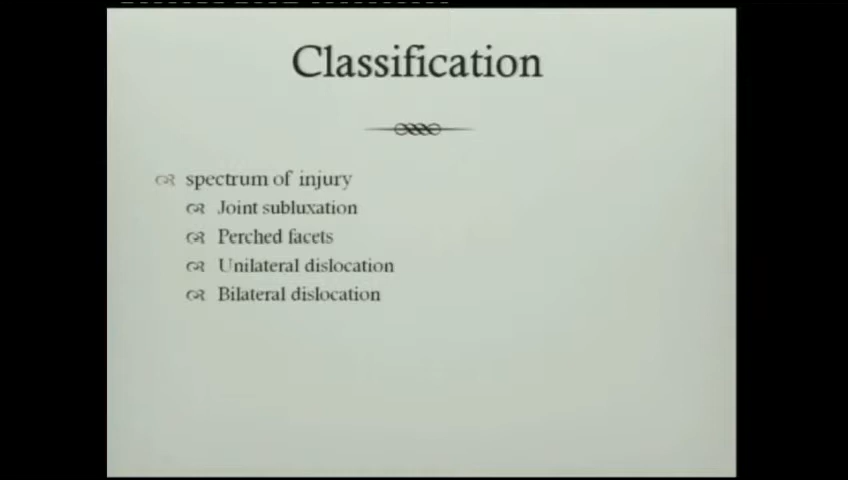 Classification
spectrum of injury
Joint subluxation
Perched facets
Unilateral dislocation
Bilateral dislocation